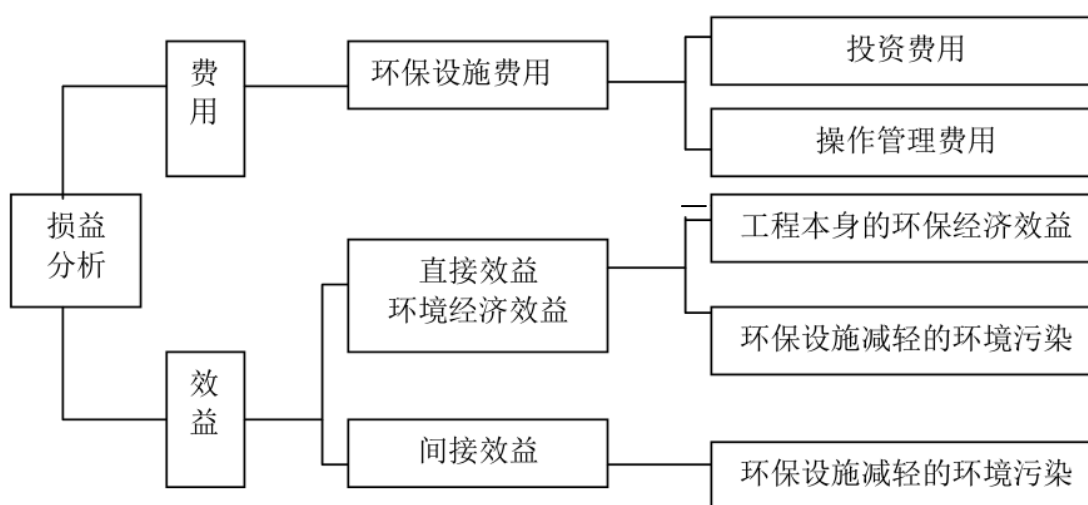 费
用
环保设施费用
投资费用
操作管理费用
损益
分析
直接效益
环境经济效益
工程本身的环保经济效益
环保设施减轻的环境污染
效
益
间接效益
环保设施减轻的环境污染